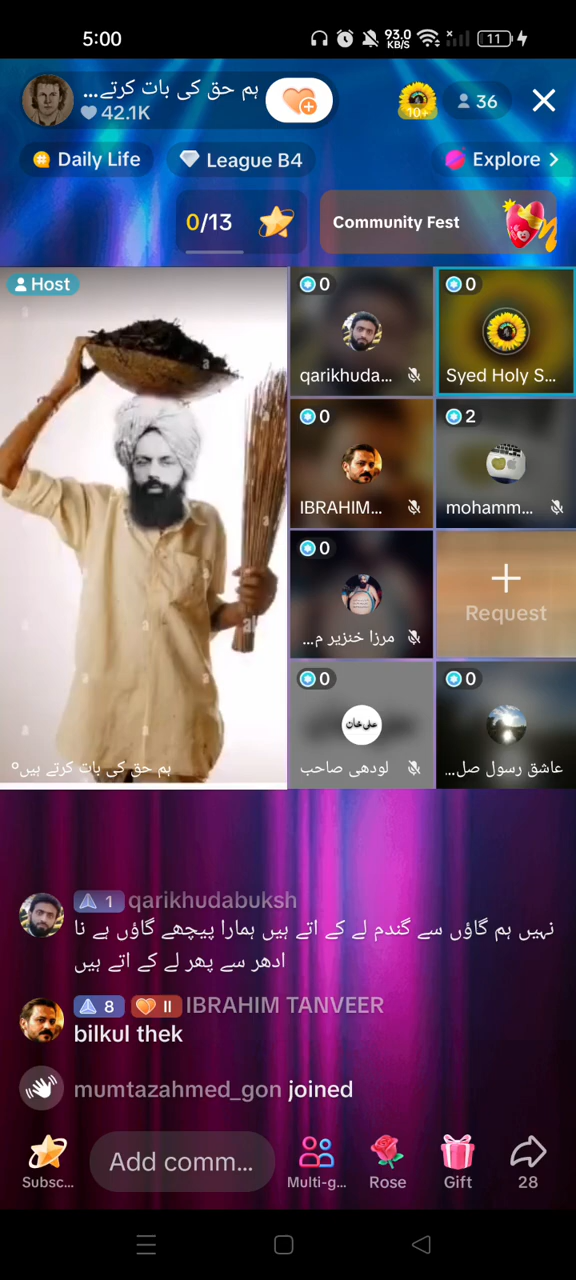 5:00
93.0
KB/S
11
ہم حق کی بات کرتے...
42.1K
10+
36
Daily Life
League B4
Explore
0/13
Community Fest
Host
0
qarikhuda...
0
Syed Holy S...
0
IBRAHIM...
2
mohamm...
0
مرزا خنزیر م...
Request
0
علی خان
لودھی صاحب
0
عاشق رسول صل...
ہم حق کی بات کرتے ہیں°
1 qarikhudabuksh
نہیں ہم گاؤں سے گندم لے کے اتے ہیں ہمارا پیچھے گاؤں ہے نا
ادھر سے پھر لے کے اتے ہیں
8 II IBRAHIM TANVEER
bilkul thek
mumtazahmed_gon joined
Subsc...
Add comm...
Multi-g...
Rose
Gift
28